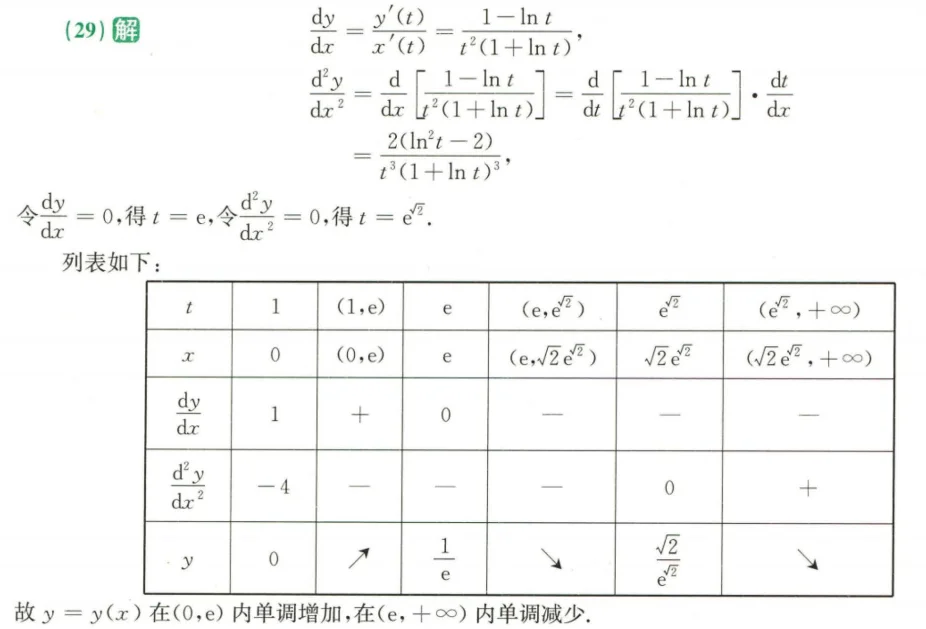 (29) 解 $\frac{dy}{dx} = \frac{y'(t)}{x'(t)} = \frac{1-\ln t}{t^2(1+\ln t)}$,
$\frac{d^2y}{dx^2} = \frac{d}{dx}\left[\frac{1-\ln t}{t^2(1+\ln t)}\right] = \frac{d}{dt}\left[\frac{1-\ln t}{t^2(1+\ln t)}\right] \cdot \frac{dt}{dx}$
$= \frac{2(\ln^2 t-2)}{t^3(1+\ln t)^3}$,
令$\frac{dy}{dx} = 0$,得 $t = e$,令$\frac{d^2y}{dx^2} = 0$,得 $t = e^{\sqrt{2}}$.
列表如下:
$t$ 1 $(1,e)$ $e$ $(e,e^{\sqrt{2}})$ $e^{\sqrt{2}}$ $(e^{\sqrt{2}},+\infty)$
$x$ 0 $(0,e)$ $e$ $(e,\sqrt{2}e^{\sqrt{2}})$ $\sqrt{2}e^{\sqrt{2}}$ $(\sqrt{2}e^{\sqrt{2}},+\infty)$
$\frac{dy}{dx}$ 1 + 0 — — —
$\frac{d^2y}{dx^2}$ −4 — — — 0 +
$y$ 0 ↗ $\frac{1}{e}$ ↘ $\frac{\sqrt{2}}{e^{\sqrt{2}}}$ ↘
故 $y = y(x)$ 在$(0,e)$ 内单调增加,在$(e,+\infty)$ 内单调减少.